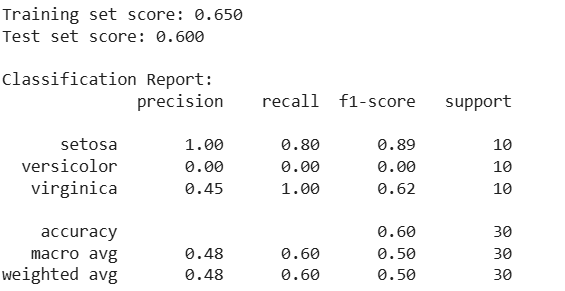 Training set score: 0.650
Test set score: 0.600
Classification Report:
precision recall f1-score support
setosa 1.00 0.80 0.89 10
versicolor 0.00 0.00 0.00 10
virginica 0.45 1.00 0.62 10
accuracy 0.60 30
macro avg 0.48 0.60 0.50 30
weighted avg 0.48 0.60 0.50 30